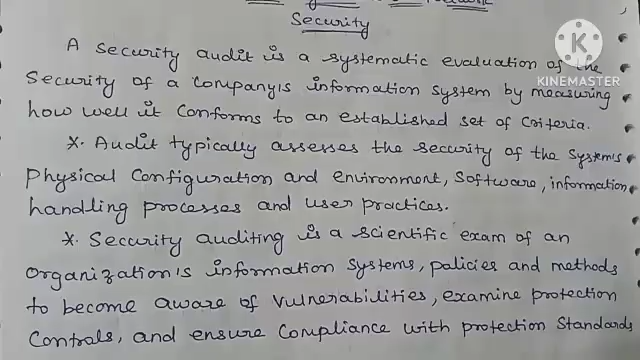 Security
A Security audit is a systematic evaluation of the
Security of a Company's information system by measuring
how well it conforms to an established set of criteria.
*. Audit typically assesses the security of the system's
Physical Configuration and environment, Software, information
handling processes and user practices.
*. Security auditing is a scientific exam of an
Organization's information systems, policies and methods
to become aware of vulnerabilities, examine protection
Controls, and ensure Compliance with protection Standards
KINEMASTER